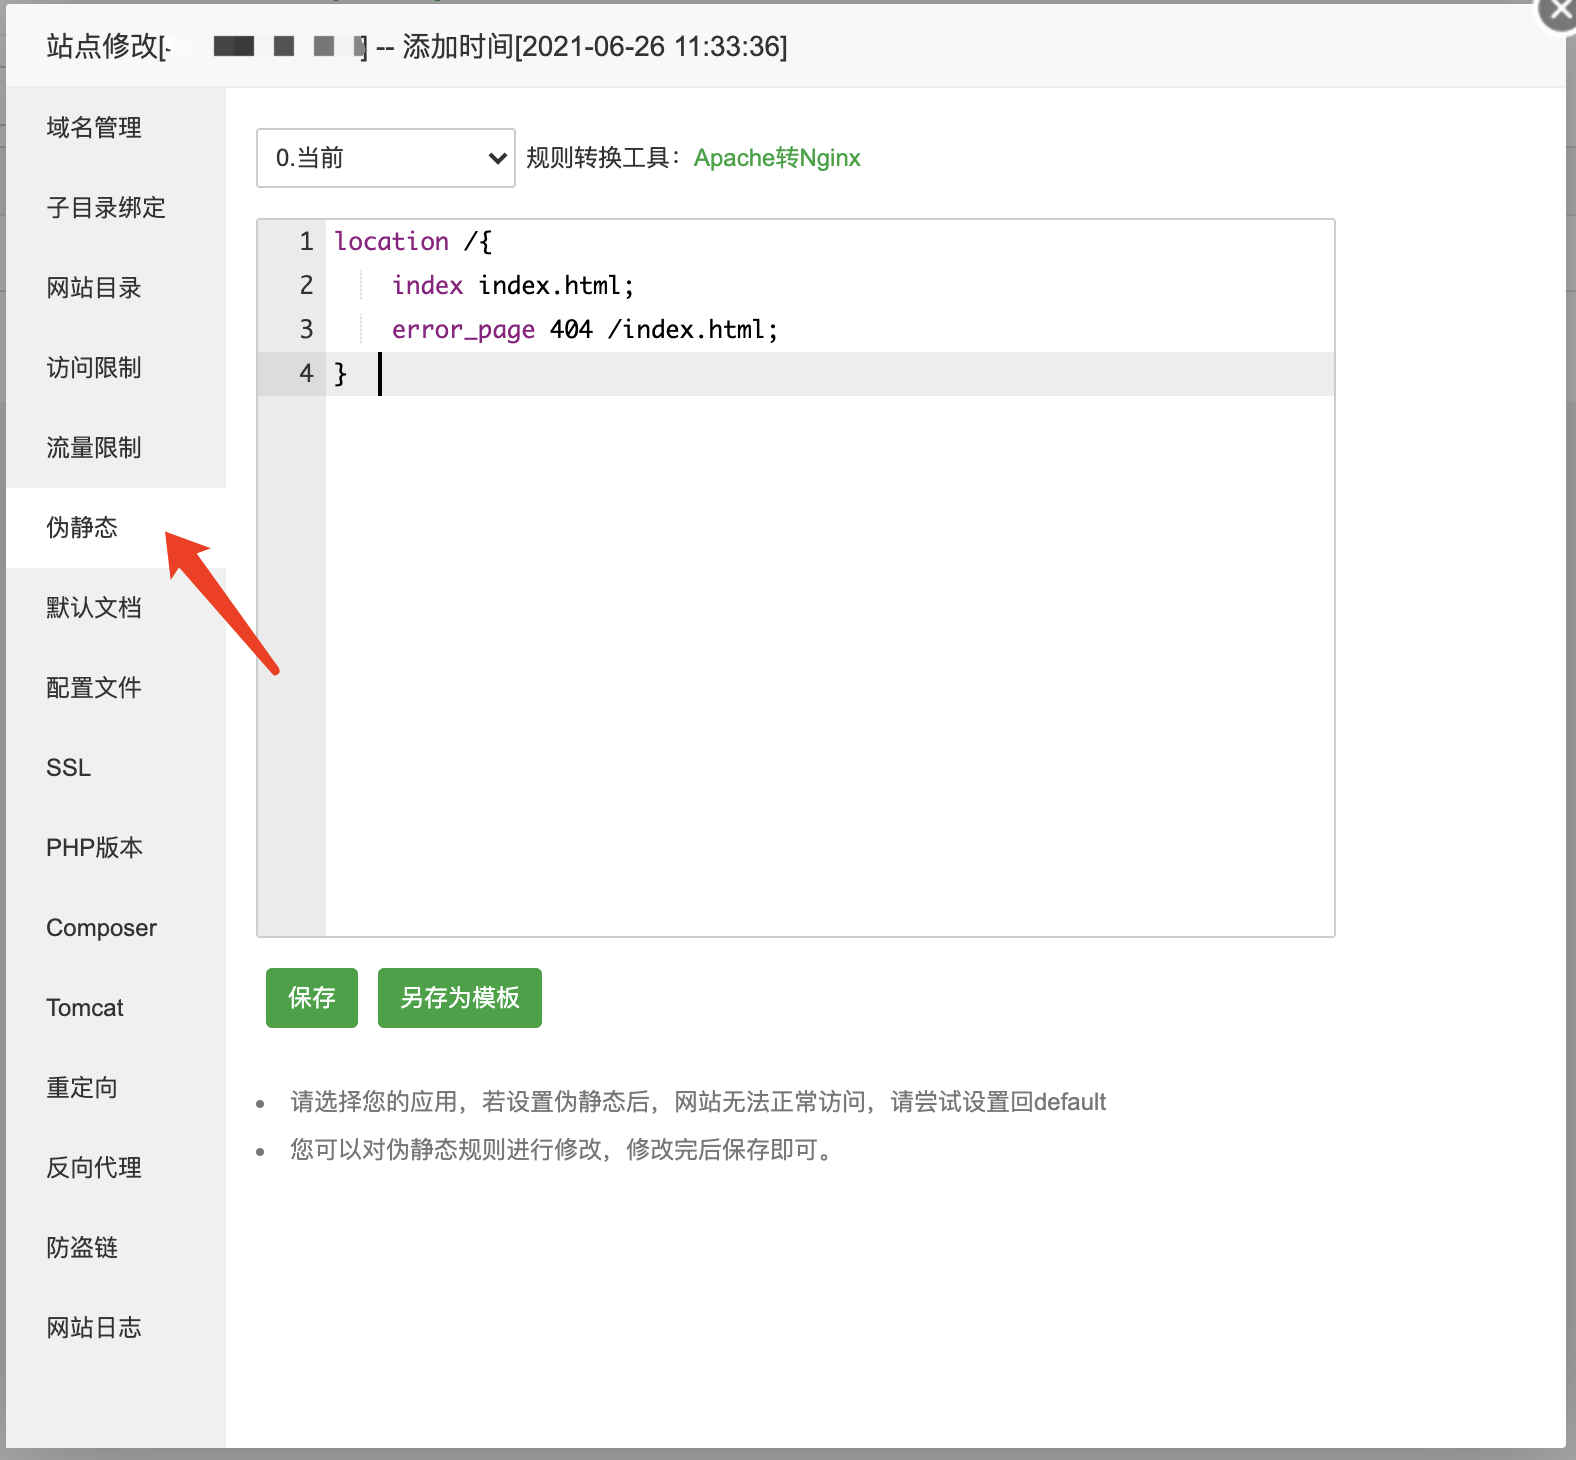 站点修改[ ] -- 添加时间[2021-06-26 11:33:36]
域名管理
子目录绑定
网站目录
访问限制
流量限制
伪静态
默认文档
配置文件
SSL
PHP版本
Composer
Tomcat
重定向
反向代理
防盗链
网站日志
0.当前 规则转换工具：Apache转Nginx
1 location /{
2 index index.html;
3 error_page 404 /index.html;
4 }
保存 另存为模板
请选择您的应用，若设置伪静态后，网站无法正常访问，请尝试设置回default
您可以对伪静态规则进行修改，修改完后保存即可。